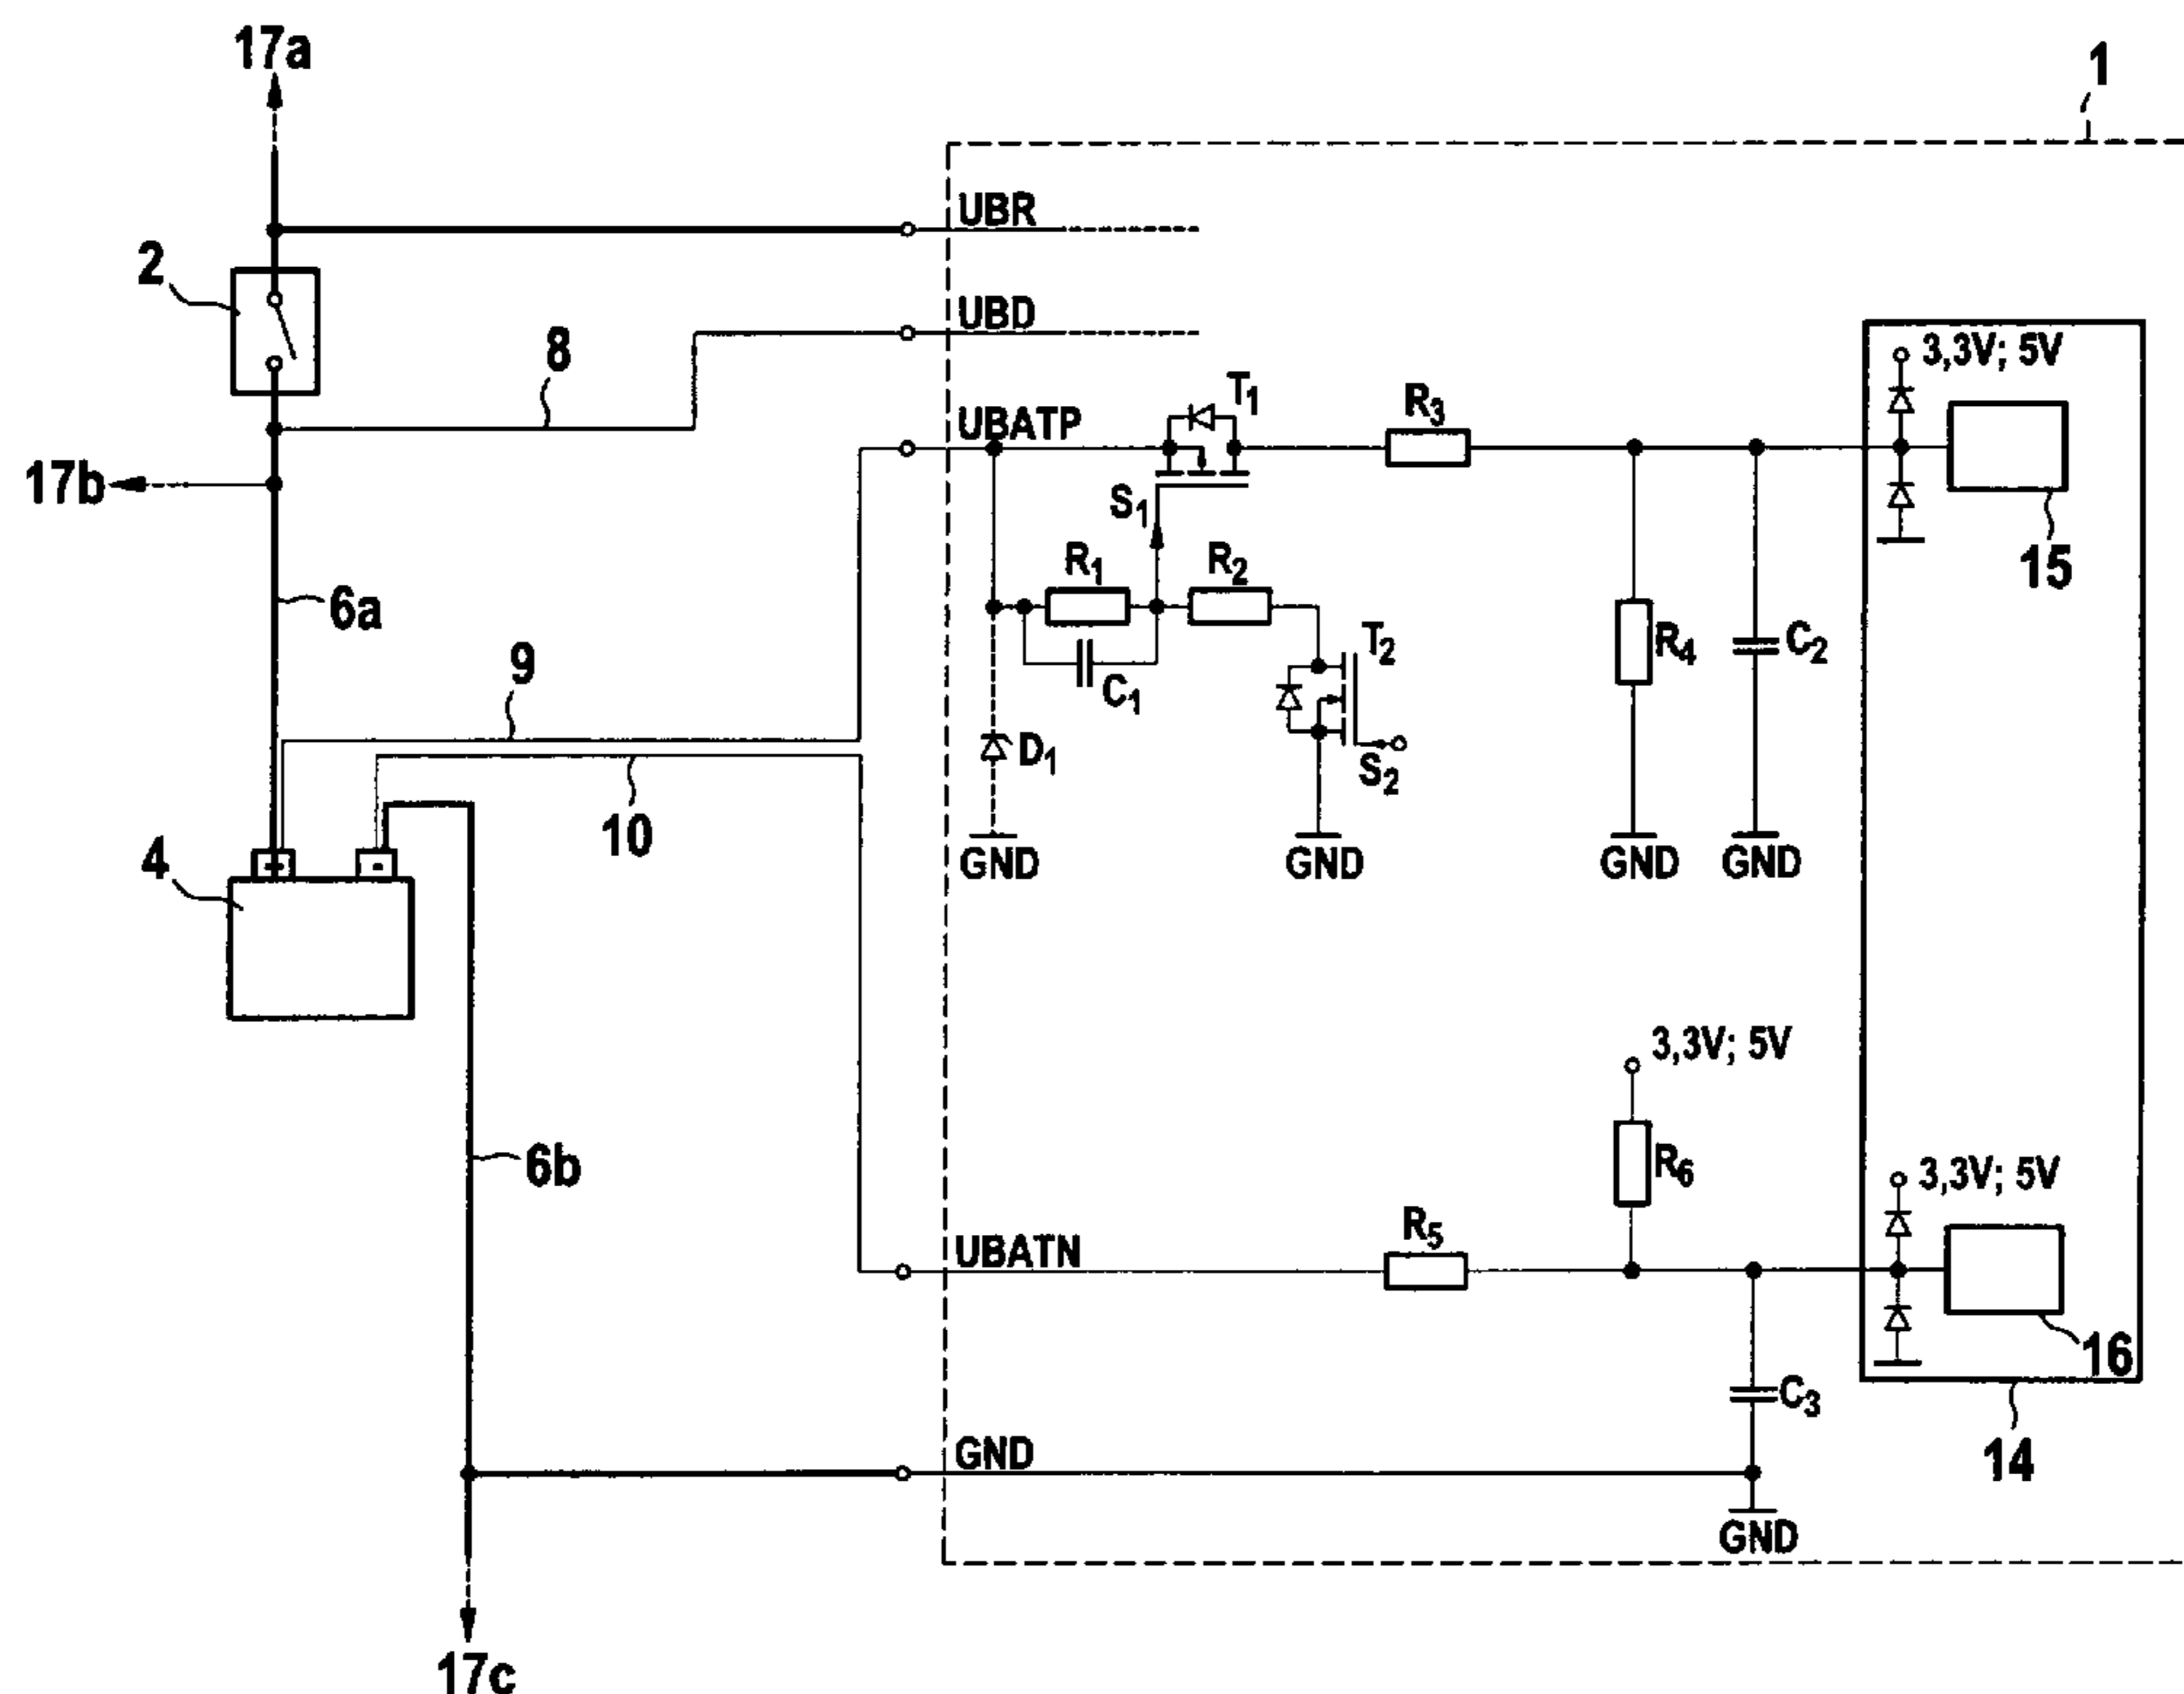 17a
1
UBR
2
UBD
3,3V; 5V
8
T1
R3
UBATP
17b
S1
15
R1
R2
6a
T2
R4
C2
9
C1
D1
S2
10
4
GND
GND
GND
GND
3,3V; 5V
6b
R6
3,3V; 5V
R5
UBATN
16
C3
GND
14
GND
17c
+
-